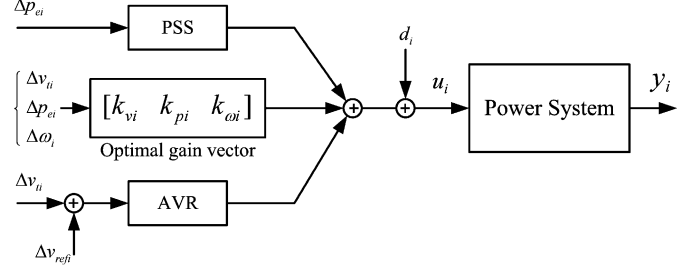 Δp_ei
PSS
d_i
Δv_ti
Δp_ei
Δω_i
[k_vi k_pi k_ωi]
Optimal gain vector
u_i
Power System
y_i
Δv_ti
AVR
Δv_refi